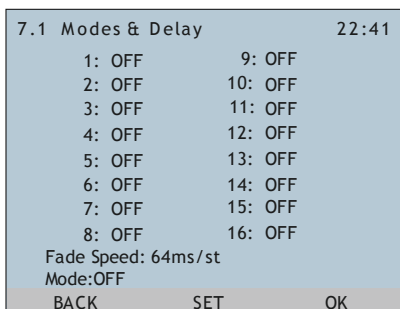 7.1 Modes & Delay 22:41
1: OFF 9: OFF
2: OFF 10: OFF
3: OFF 11: OFF
4: OFF 12: OFF
5: OFF 13: OFF
6: OFF 14: OFF
7: OFF 15: OFF
8: OFF 16: OFF
Fade Speed: 64ms/st
Mode:OFF
BACK SET OK